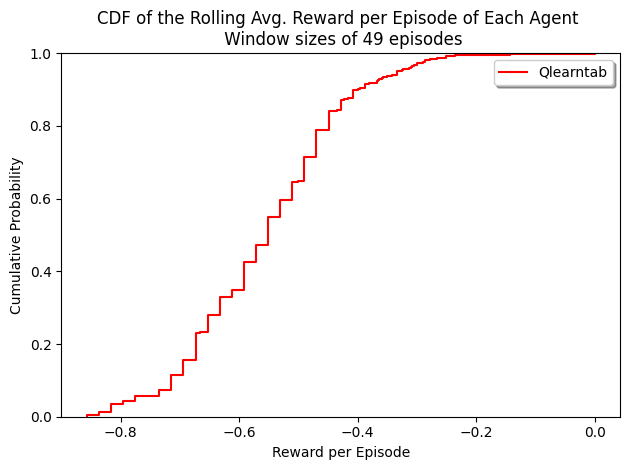 CDF of the Rolling Avg. Reward per Episode of Each Agent
Window sizes of 49 episodes
Qlearntab
Cumulative Probability
1.0
0.8
0.6
0.4
0.2
0.0
−0.8
−0.6
−0.4
−0.2
0.0
Reward per Episode